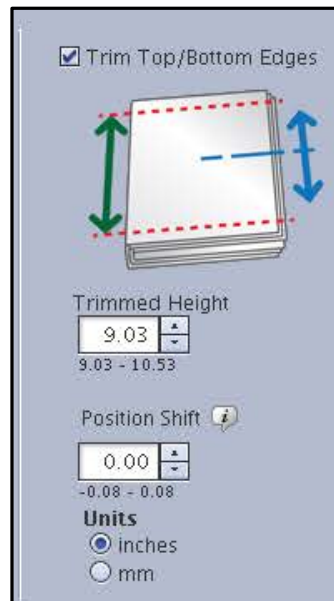 Trim Top/Bottom Edges
Trimmed Height
9.03
9.03 - 10.53
Position Shift i
0.00
-0.08 - 0.08
Units
inches
mm